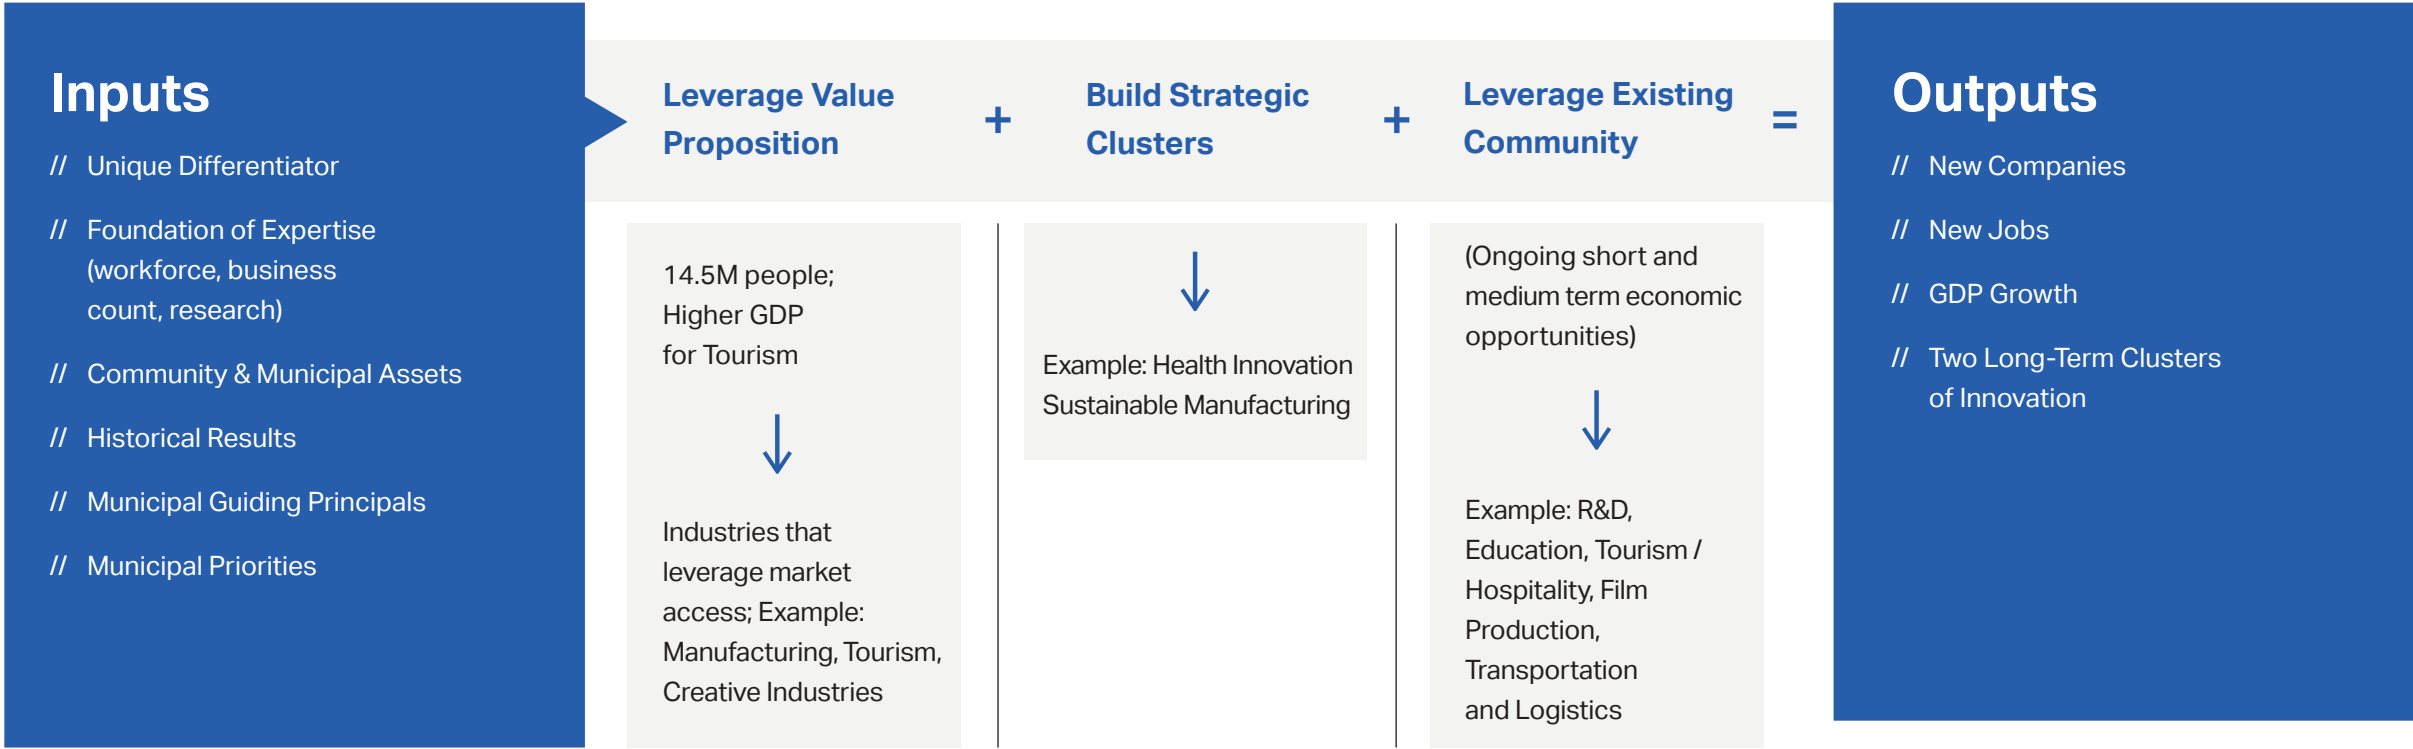 Inputs
// Unique Differentiator
// Foundation of Expertise
(workforce, business
count, research)
// Community & Municipal Assets
// Historical Results
// Municipal Guiding Principals
// Municipal Priorities
Leverage Value
Proposition
+
Build Strategic
Clusters
+
Leverage Existing
Community
=
14.5M people;
Higher GDP
for Tourism
Industries that
leverage market
access; Example:
Manufacturing, Tourism,
Creative Industries
Example: Health Innovation
Sustainable Manufacturing
(Ongoing short and
medium term economic
opportunities)
Example: R&D,
Education, Tourism /
Hospitality, Film
Production,
Transportation
and Logistics
Outputs
// New Companies
// New Jobs
// GDP Growth
// Two Long-Term Clusters
of Innovation